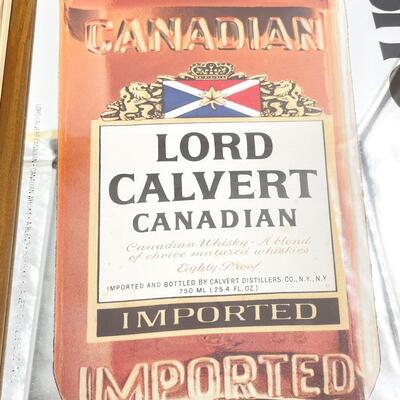 CANADIAN
LORD
CALVERT
CANADIAN
Canadian Whisky - A blend
of choice matured whiskies
Eighty Proof
IMPORTED AND BOTTLED BY CALVERT DISTILLERS CO., N.Y., N.Y.
750 ML (25.4 FL. OZ.)
IMPORTED
IMPORTED